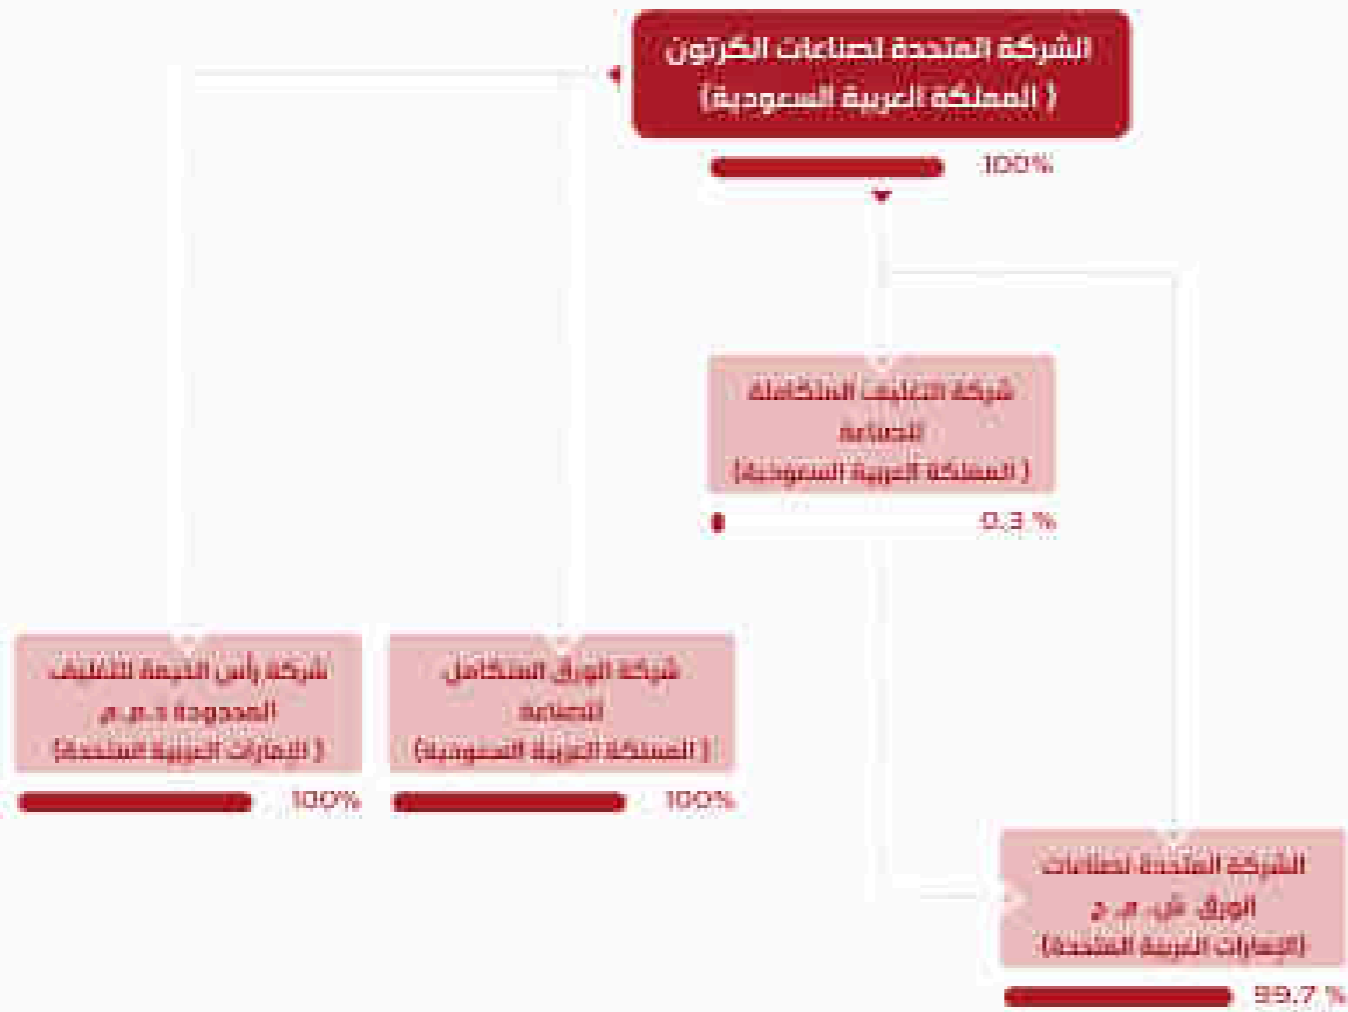 الشركة المتحدة لصناعات الكرتون
( المملكة العربية السعودية)
100%
شركة التغليف المتكاملة
للصناعة
( المملكة العربية السعودية)
0.3 %
شركة الورق المتكامل
للصناعة
( المملكة العربية السعودية)
100%
شركة رأس الخيمة للتغليف
المحدودة ذ.م.م
( الإمارات العربية المتحدة)
100%
الشركة المتحدة لصناعات
الورق ش. م. ح
(الإمارات العربية المتحدة)
99.7 %